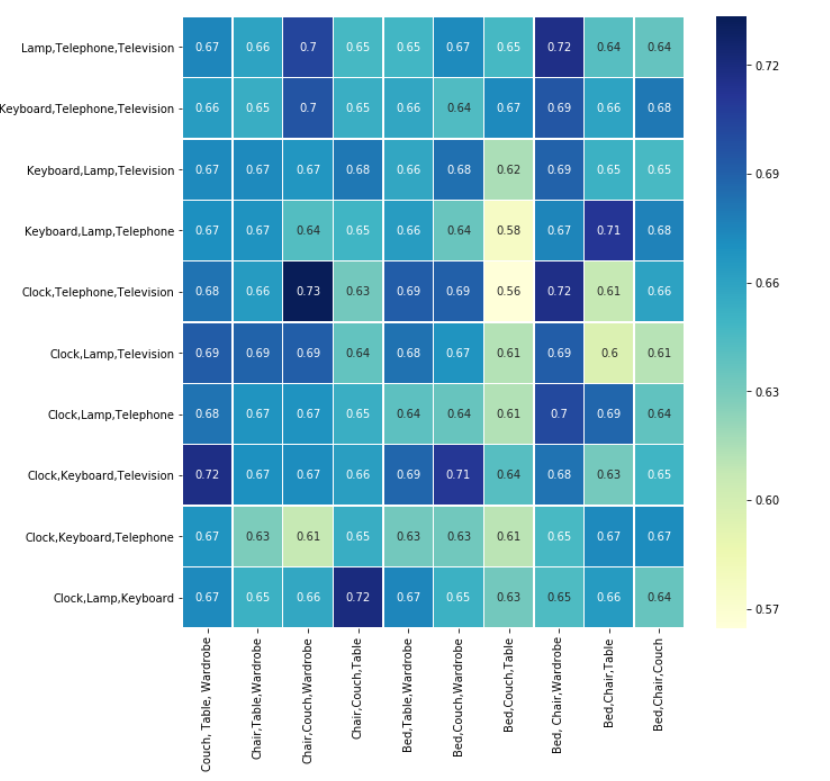 Lamp,Telephone,Television 0.67 0.66 0.7 0.65 0.65 0.67 0.65 0.72 0.64 0.64
Keyboard,Telephone,Television 0.66 0.65 0.7 0.65 0.66 0.64 0.67 0.69 0.66 0.68
Keyboard,Lamp,Television 0.67 0.67 0.67 0.68 0.66 0.68 0.62 0.69 0.65 0.65
Keyboard,Lamp,Telephone 0.67 0.67 0.64 0.65 0.66 0.64 0.58 0.67 0.71 0.68
Clock,Telephone,Television 0.68 0.66 0.73 0.63 0.69 0.69 0.56 0.72 0.61 0.66
Clock,Lamp,Television 0.69 0.69 0.69 0.64 0.68 0.67 0.61 0.69 0.6 0.61
Clock,Lamp,Telephone 0.68 0.67 0.67 0.65 0.64 0.64 0.61 0.7 0.69 0.64
Clock,Keyboard,Television 0.72 0.67 0.67 0.66 0.69 0.71 0.64 0.68 0.63 0.65
Clock,Keyboard,Telephone 0.67 0.63 0.61 0.65 0.63 0.63 0.61 0.65 0.67 0.67
Clock,Lamp,Keyboard 0.67 0.65 0.66 0.72 0.67 0.65 0.63 0.65 0.66 0.64
Couch, Table, Wardrobe
Chair,Table,Wardrobe
Chair,Couch,Wardrobe
Chair,Couch,Table
Bed,Table,Wardrobe
Bed,Couch,Wardrobe
Bed,Couch,Table
Bed, Chair,Wardrobe
Bed,Chair,Table
Bed,Chair,Couch
0.72
0.69
0.66
0.63
0.60
0.57